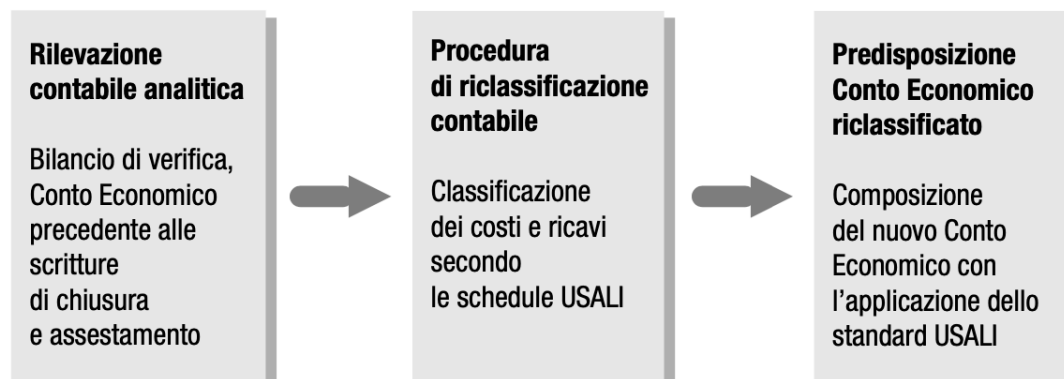 Rilevazione
contabile analitica
Bilancio di verifica,
Conto Economico
precedente alle
scritture
di chiusura
e assestamento
Procedura
di riclassificazione
contabile
Classificazione
dei costi e ricavi
secondo
le schedule USALI
Predisposizione
Conto Economico
riclassificato
Composizione
del nuovo Conto
Economico con
l’applicazione dello
standard USALI